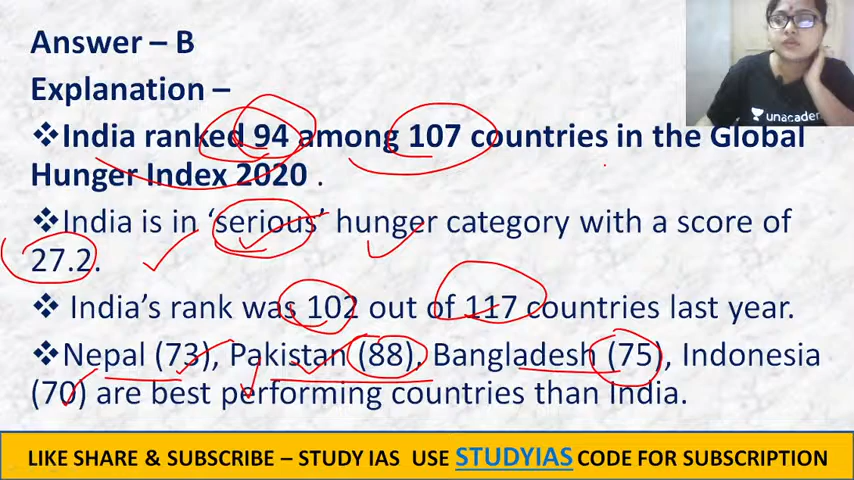 Answer – B
Explanation –
❖India ranked 94 among 107 countries in the Global
Hunger Index 2020 .
❖India is in ‘serious’ hunger category with a score of
27.2.
❖ India’s rank was 102 out of 117 countries last year.
❖Nepal (73), Pakistan (88), Bangladesh (75), Indonesia
(70) are best performing countries than India.
unacademy
LIKE SHARE & SUBSCRIBE – STUDY IAS USE STUDYIAS CODE FOR SUBSCRIPTION